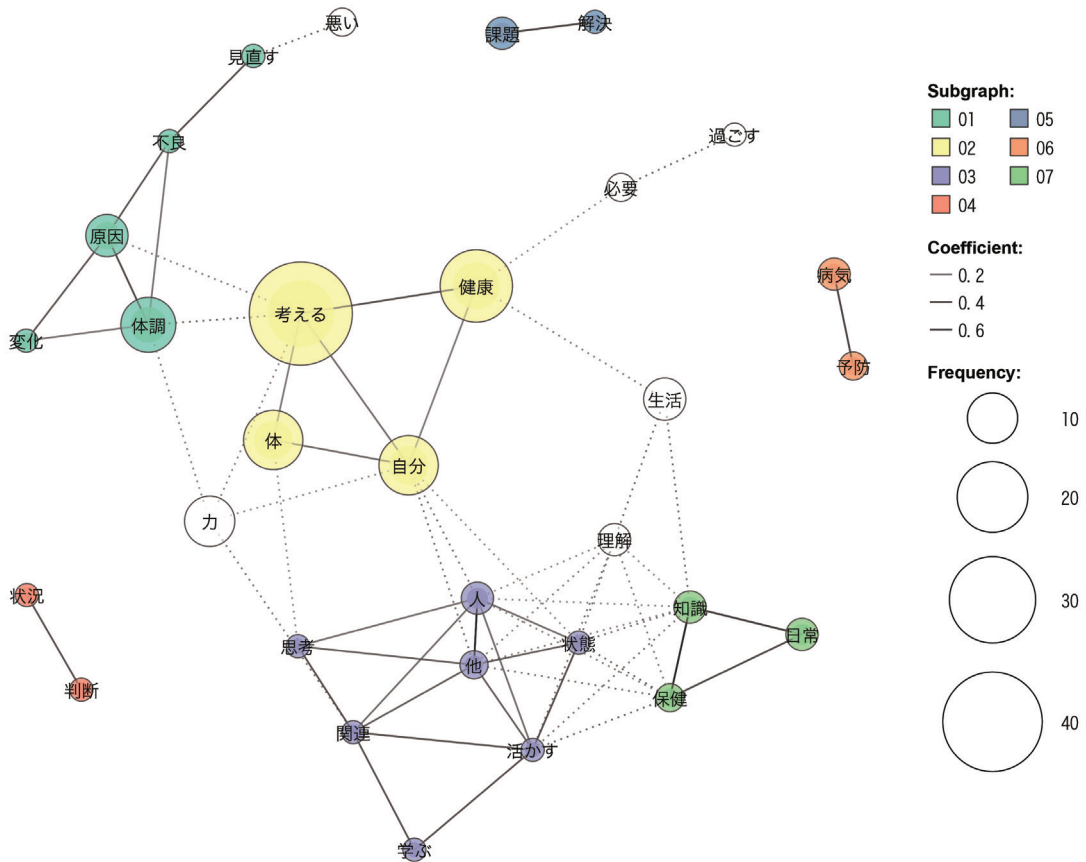 悪い
課題
解決
見直す
不良
過ごす
必要
原因
健康
考える
体調
変化
病気
予防
生活
体
自分
力
理解
状況
人
知識
日常
思考
状態
他
判断
保健
関連
活かす
学ぶ
Subgraph:
01 05
02 06
03 07
04
Coefficient:
0. 2
0. 4
0. 6
Frequency:
10
20
30
40